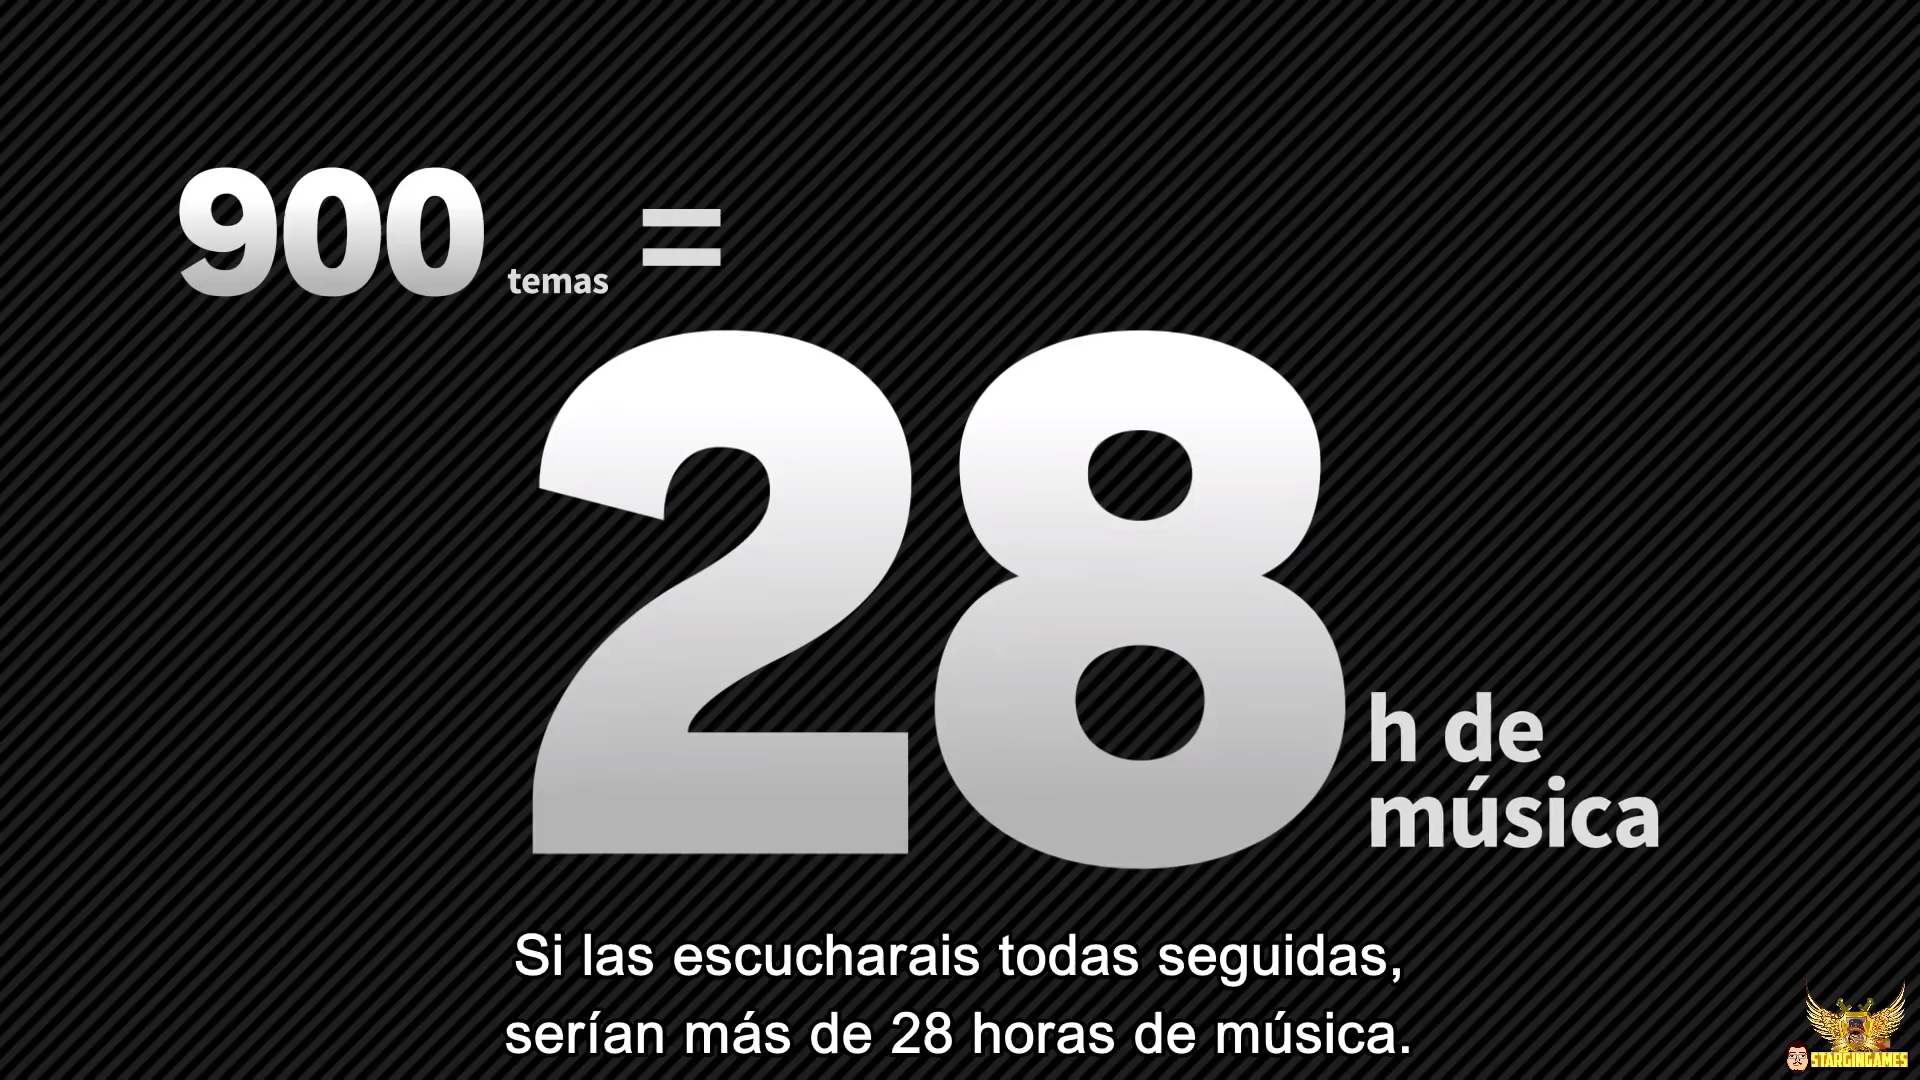 900 temas =
28 h de
música
Si las escucharais todas seguidas,
serían más de 28 horas de música.
STARGINGAMES